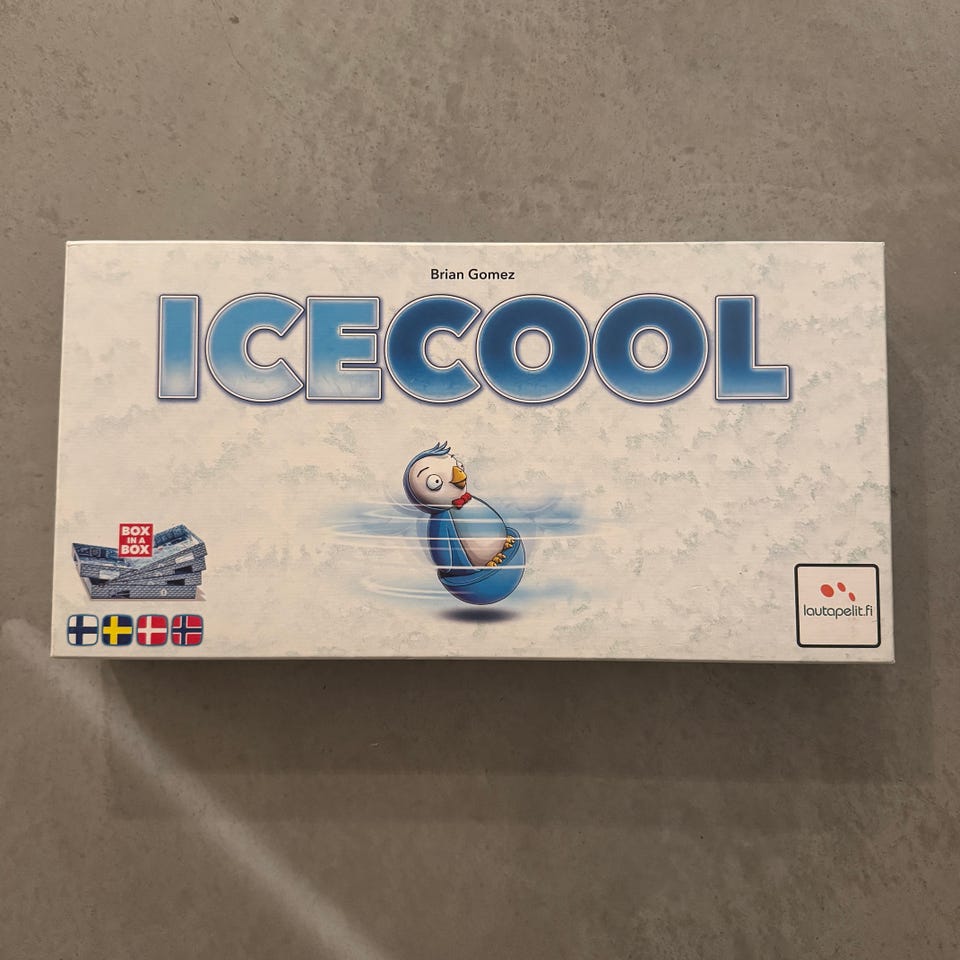 Brian Gomez
ICECOOL
BOX
IN A
BOX
lautapelit.fi